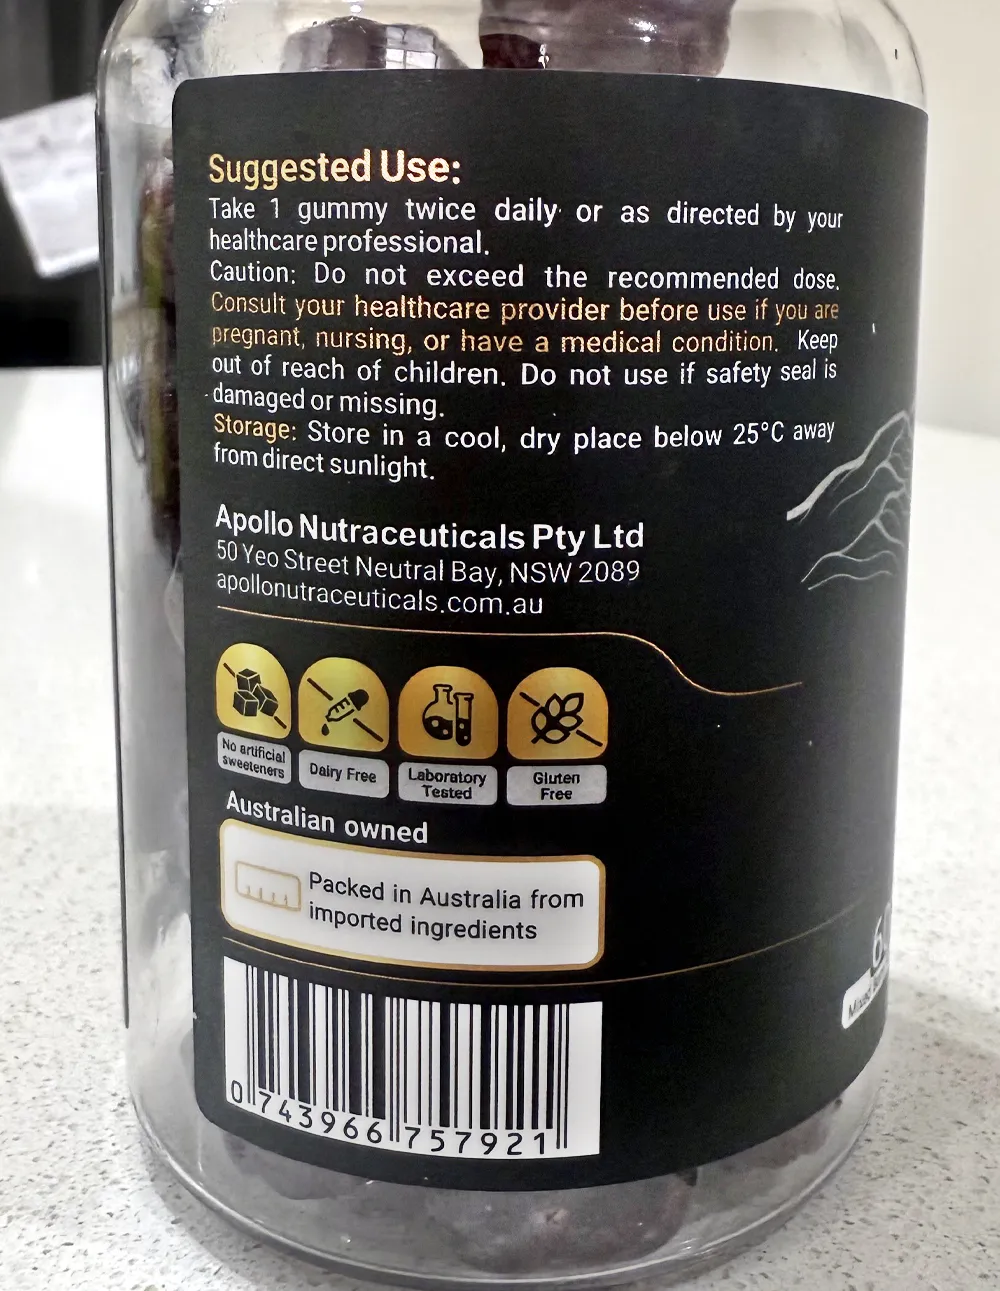 Suggested Use:
Take 1 gummy twice daily or as directed by your
healthcare professional.
Caution: Do not exceed the recommended dose.
Consult your healthcare provider before use if you are
pregnant, nursing, or have a medical condition. Keep
out of reach of children. Do not use if safety seal is
damaged or missing.
Storage: Store in a cool, dry place below 25°C away
from direct sunlight.
Apollo Nutraceuticals Pty Ltd
50 Yeo Street Neutral Bay, NSW 2089
apollonutraceuticals.com.au
No artificial
sweeteners
Dairy Free
Laboratory
Tested
Gluten
Free
Australian owned
Packed in Australia from
imported ingredients
0 743966 757921